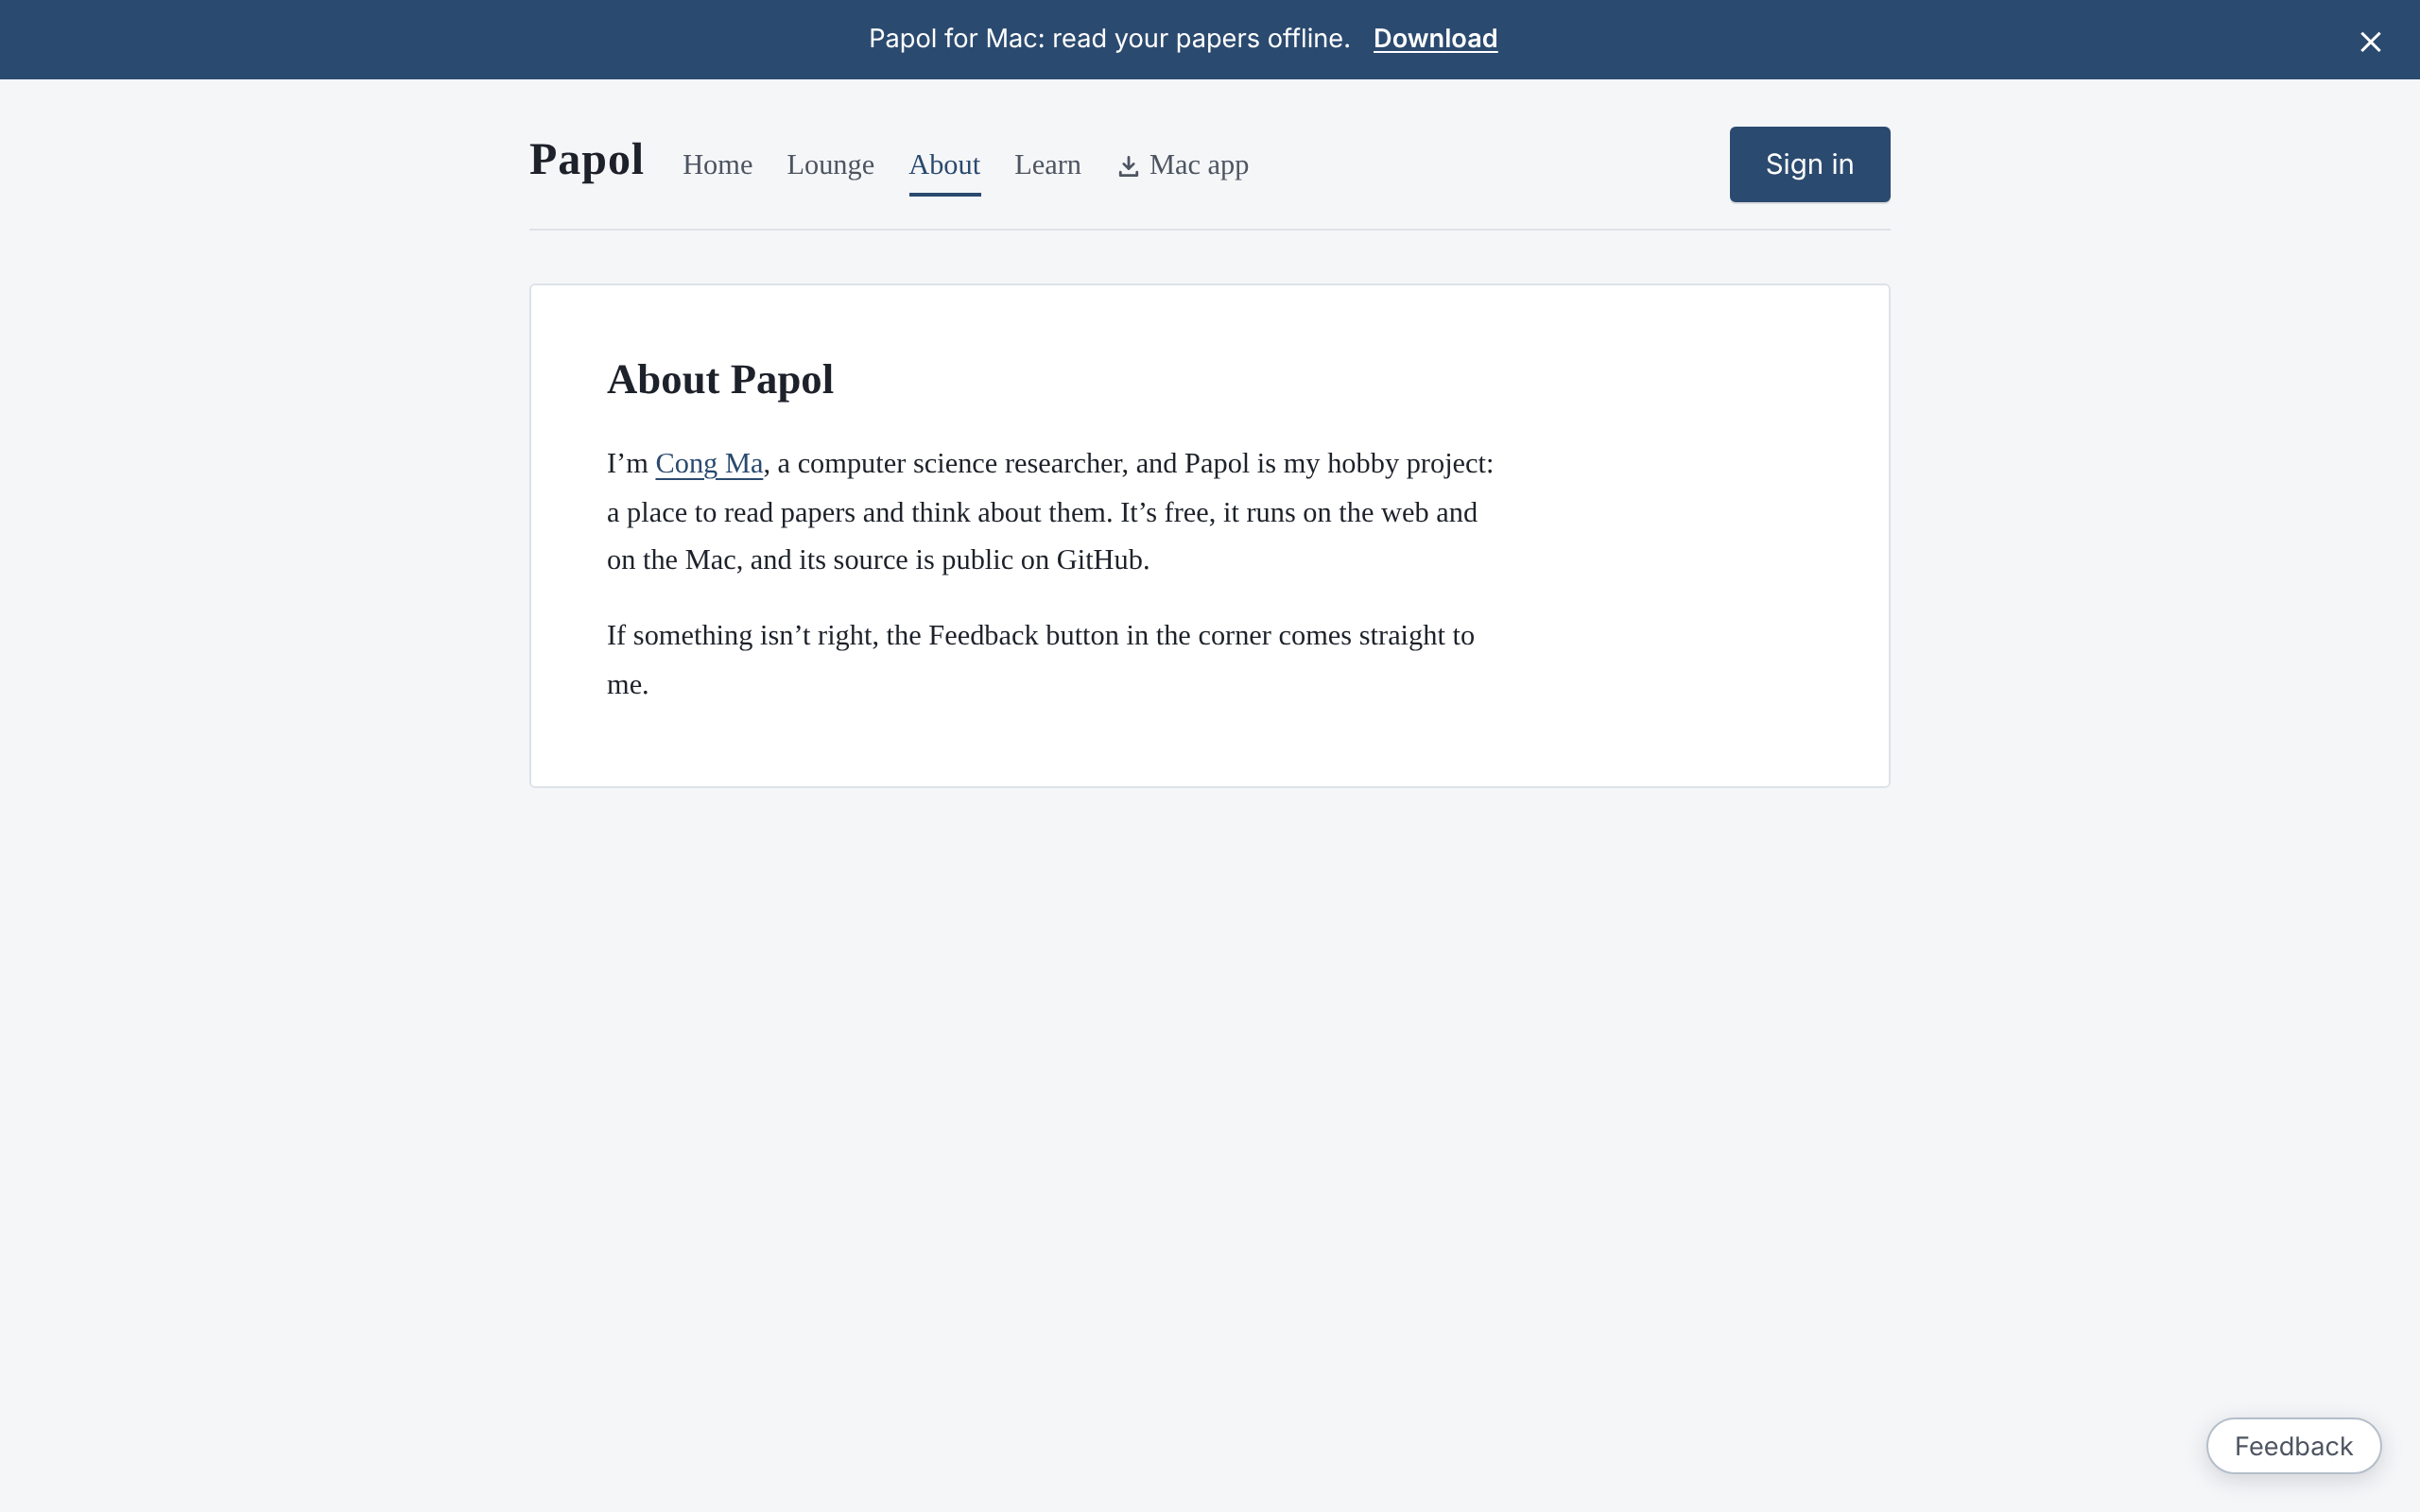 Papol for Mac: read your papers offline. Download
Papol Home Lounge About Learn Mac app Sign in
About Papol
I’m Cong Ma, a computer science researcher, and Papol is my hobby project:
a place to read papers and think about them. It’s free, it runs on the web and
on the Mac, and its source is public on GitHub.
If something isn’t right, the Feedback button in the corner comes straight to
me.
Feedback